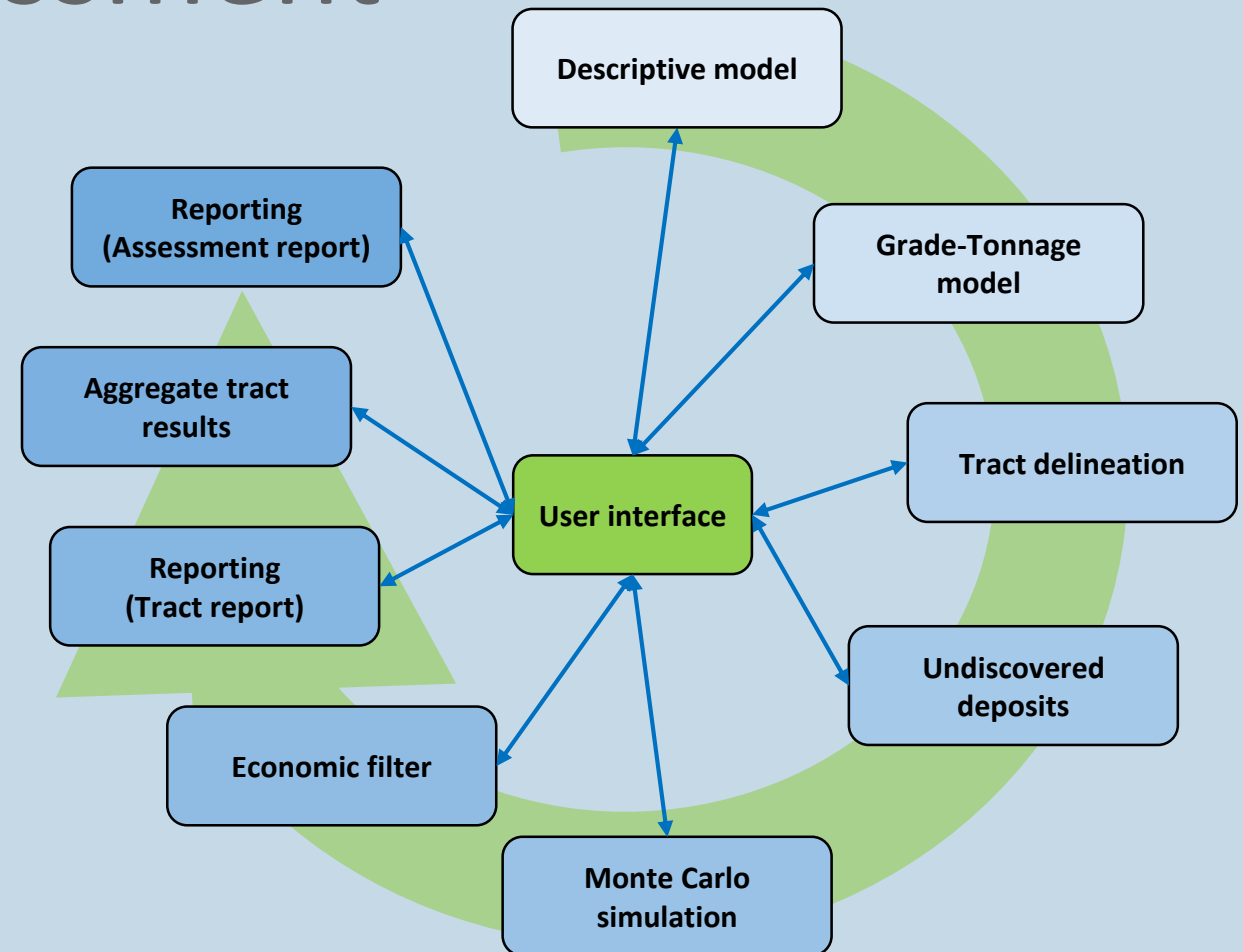 Descriptive model
Grade-Tonnage
model
Tract delineation
Undiscovered
deposits
Monte Carlo
simulation
Economic filter
Reporting
(Tract report)
Aggregate tract
results
Reporting
(Assessment report)
User interface